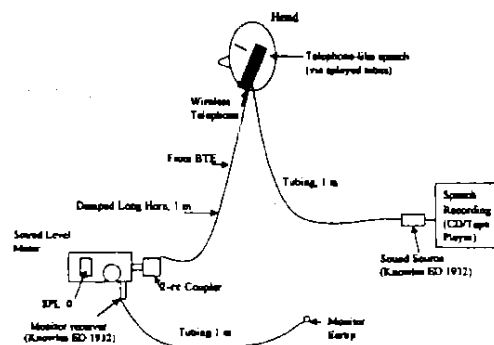 Head
Telephone-like speech
(via splayed tubes)
Wireless
Telephone
From BTE
Tubing, 1 m
Damped Long Horn, 1 m
Speech
Recording
(CD/Tape
Player)
Sound Level
Meter
Sound Source
(Knowles ED 1932)
2-cc Coupler
SPL 0
Monitor receiver
(Knowles ED 1932)
Tubing 1 m
Monitor
Eartip